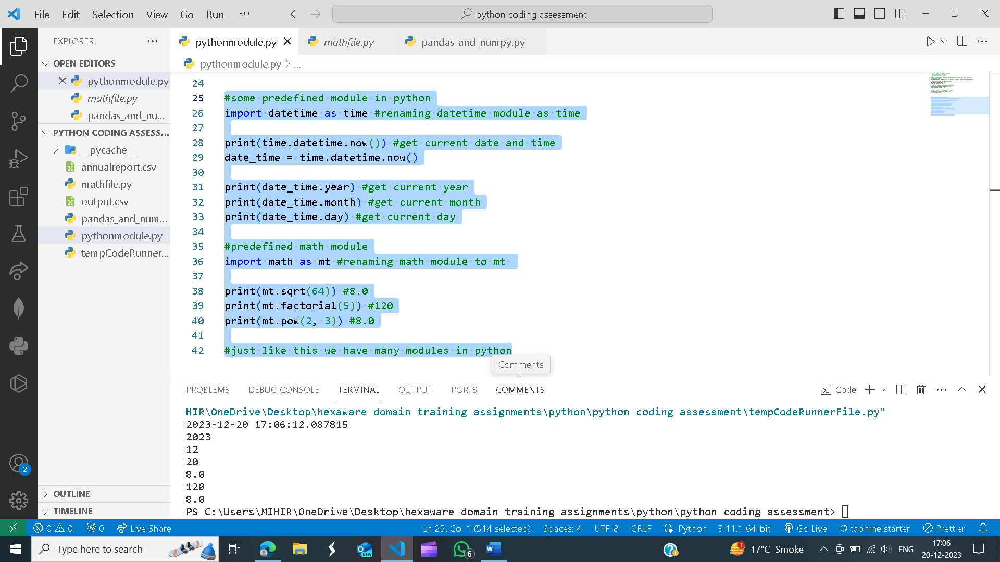 File Edit Selection View Go Run ···
python coding assessment
EXPLORER ···
pythonmodule.py
mathfile.py
pandas_and_numpy.py
OPEN EDITORS
pythonmodule.py
mathfile.py
pandas_and_nu...
PYTHON CODING ASSESS...
__pycache__
annualreport.csv
mathfile.py
output.csv
pandas_and_num...
pythonmodule.py
tempCodeRunner...
OUTLINE
TIMELINE
pythonmodule.py > ...
24
25 #some predefined module in python
26 import datetime as time #renaming datetime module as time
27
28 print(time.datetime.now()) #get current date and time
29 date_time = time.datetime.now()
30
31 print(date_time.year) #get current year
32 print(date_time.month) #get current month
33 print(date_time.day) #get current day
34
35 #predefined math module
36 import math as mt #renaming math module to mt
37
38 print(mt.sqrt(64)) #8.0
39 print(mt.factorial(5)) #120
40 print(mt.pow(2, 3)) #8.0
41
42 #just like this we have many modules in python
Comments
PROBLEMS DEBUG CONSOLE TERMINAL OUTPUT PORTS COMMENTS
Code
HIR\OneDrive\Desktop\hexaware domain training assignments\python\python coding assessment\tempCodeRunnerFile.py"
2023-12-20 17:06:12.087815
2023
12
20
8.0
120
8.0
PS C:\Users\MIHIR\OneDrive\Desktop\hexaware domain training assignments\python\python coding assessment>
2
0 0 0 Live Share
Ln 25, Col 1 (514 selected) Spaces: 4 UTF-8 CRLF Python 3.11.1 64-bit Go Live tabnine starter Prettier
Type here to search
NEW
6
1
17°C Smoke
ENG
17:06
20-12-2023